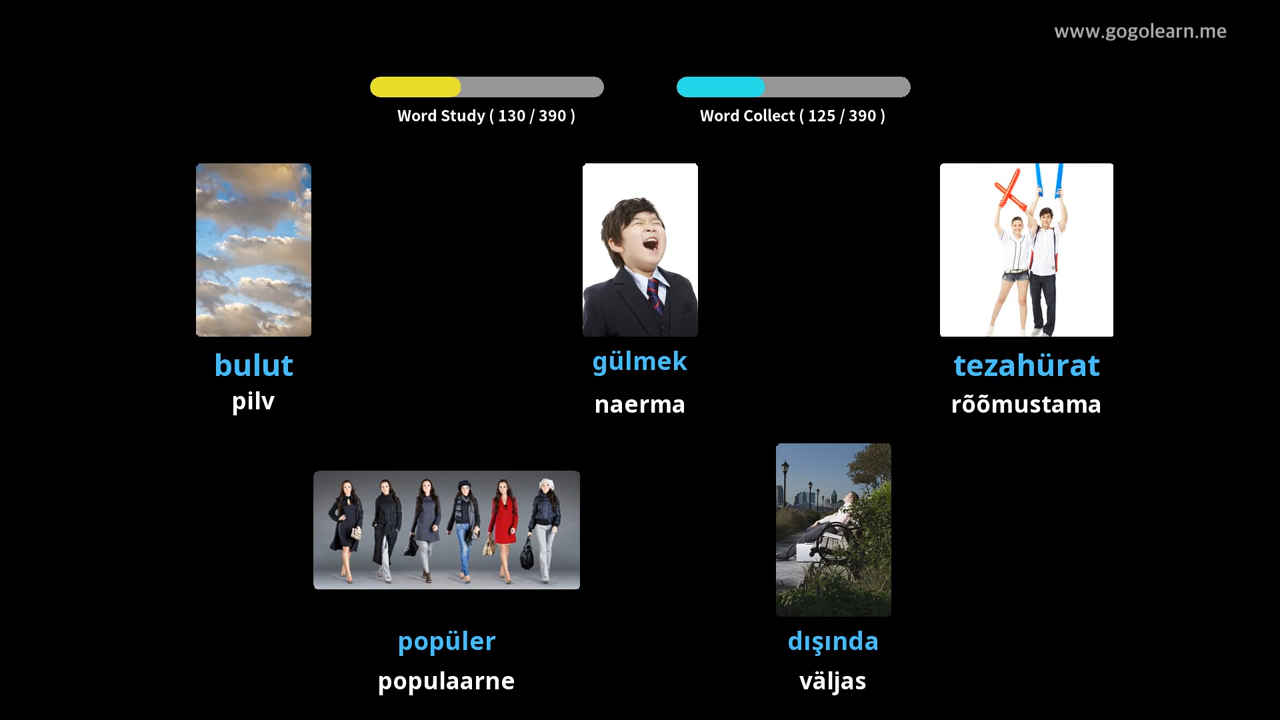 www.gogolearn.me
Word Study ( 130 / 390 )
Word Collect ( 125 / 390 )
bulut
pilv
gülmek
naerma
tezahürat
rõõmustama
popüler
populaarne
dışında
väljas